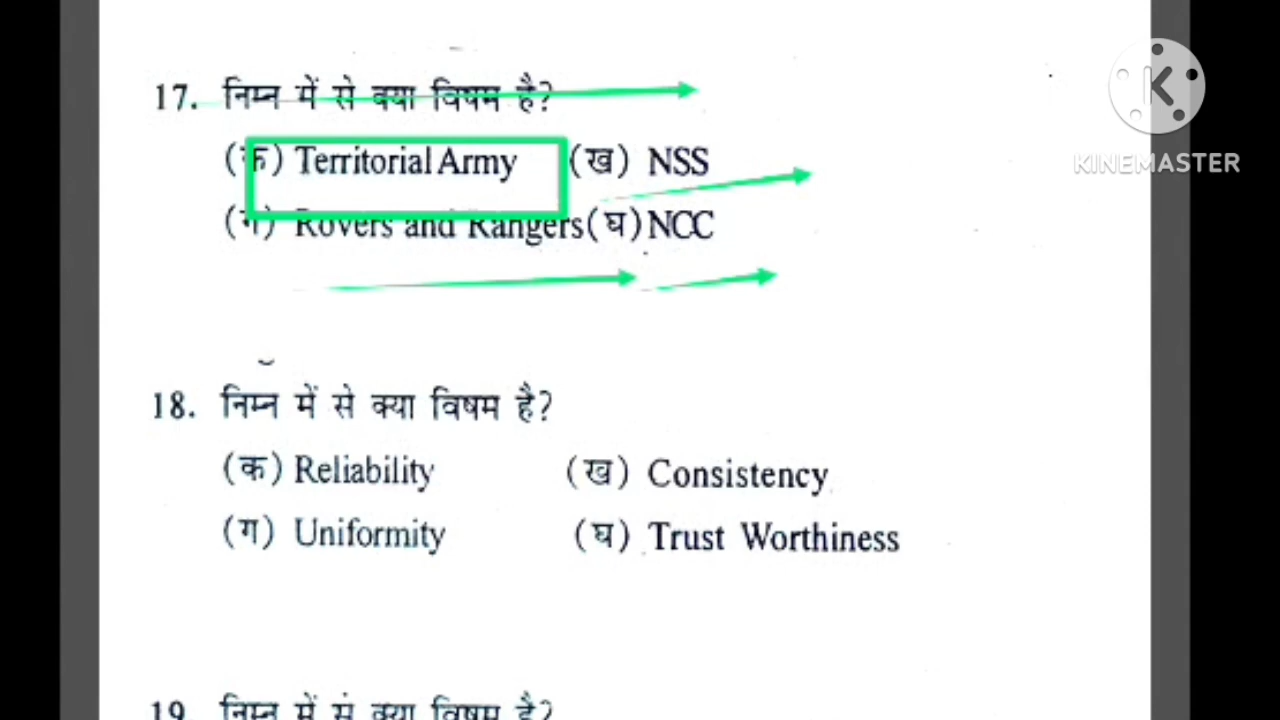 17. निम्न में से क्या विषम है?
(क) Territorial Army (ख) NSS
(ग) Rovers and Rangers (घ) NCC
KINEMASTER
18. निम्न में से क्या विषम है?
(क) Reliability (ख) Consistency
(ग) Uniformity (घ) Trust Worthiness
19. निम्न में सं क्या विषम है?